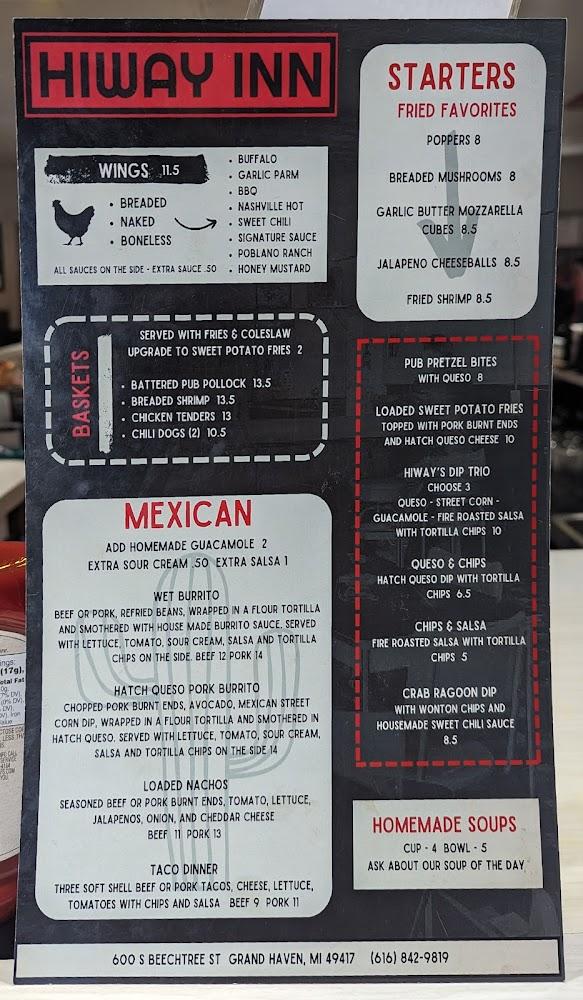 HIWAY INN
WINGS 11.5
• BREADED
• NAKED
• BONELESS
• BUFFALO
• GARLIC PARM
• BBQ
• NASHVILLE HOT
• SWEET CHILI
• SIGNATURE SAUCE
• POBLANO RANCH
• HONEY MUSTARD
ALL SAUCES ON THE SIDE - EXTRA SAUCE .50
BASKETS
SERVED WITH FRIES & COLESLAW
UPGRADE TO SWEET POTATO FRIES 2
• BATTERED PUB POLLOCK 13.5
• BREADED SHRIMP 13.5
• CHICKEN TENDERS 13
• CHILI DOGS (2) 10.5
MEXICAN
ADD HOMEMADE GUACAMOLE 2
EXTRA SOUR CREAM .50 EXTRA SALSA 1
WET BURRITO
BEEF OR PORK, REFRIED BEANS, WRAPPED IN A FLOUR TORTILLA
AND SMOTHERED WITH HOUSE MADE BURRITO SAUCE. SERVED
WITH LETTUCE, TOMATO, SOUR CREAM, SALSA AND TORTILLA
CHIPS ON THE SIDE. BEEF 12 PORK 14
HATCH QUESO PORK BURRITO
CHOPPED PORK BURNT ENDS, AVOCADO, MEXICAN STREET
CORN DIP, WRAPPED IN A FLOUR TORTILLA AND SMOTHERED IN
HATCH QUESO. SERVED WITH LETTUCE, TOMATO, SOUR CREAM,
SALSA AND TORTILLA CHIPS ON THE SIDE 14
LOADED NACHOS
SEASONED BEEF OR PORK BURNT ENDS, TOMATO, LETTUCE,
JALAPENOS, ONION, AND CHEDDAR CHEESE
BEEF 11 PORK 13
TACO DINNER
THREE SOFT SHELL BEEF OR PORK TACOS, CHEESE, LETTUCE,
TOMATOES WITH CHIPS AND SALSA BEEF 9 PORK 11
STARTERS
FRIED FAVORITES
POPPERS 8
BREADED MUSHROOMS 8
GARLIC BUTTER MOZZARELLA
CUBES 8.5
JALAPENO CHEESEBALLS 8.5
FRIED SHRIMP 8.5
PUB PRETZEL BITES
WITH QUESO 8
LOADED SWEET POTATO FRIES
TOPPED WITH PORK BURNT ENDS
AND HATCH QUESO CHEESE 10
HIWAY'S DIP TRIO
CHOOSE 3
QUESO - STREET CORN -
GUACAMOLE - FIRE ROASTED SALSA
WITH TORTILLA CHIPS 10
QUESO & CHIPS
HATCH QUESO DIP WITH TORTILLA
CHIPS 6.5
CHIPS & SALSA
FIRE ROASTED SALSA WITH TORTILLA
CHIPS 5
CRAB RAGOON DIP
WITH WONTON CHIPS AND
HOUSEMADE SWEET CHILI SAUCE
8.5
HOMEMADE SOUPS
CUP - 4 BOWL - 5
ASK ABOUT OUR SOUP OF THE DAY
600 S BEECHTREE ST GRAND HAVEN, MI 49417 (616) 842-9819
(17g),